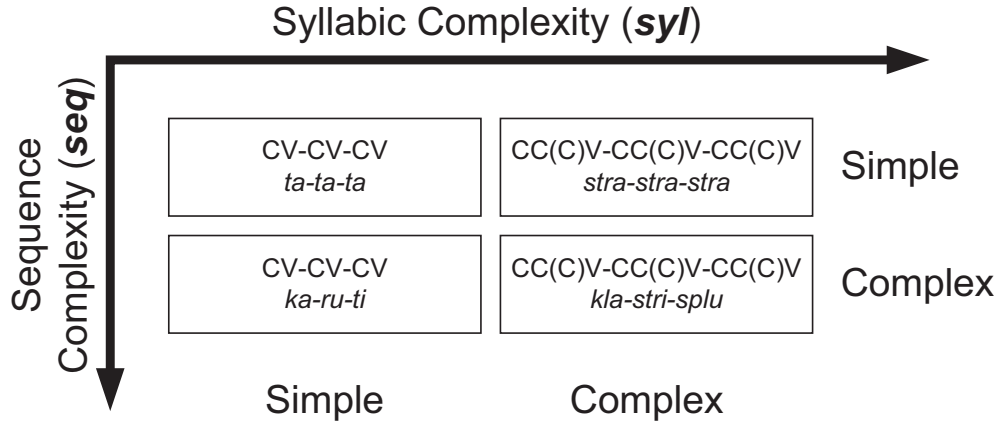 Syllabic Complexity (syl)
Sequence
Complexity (seq)
CV-CV-CV
ta-ta-ta
CC(C)V-CC(C)V-CC(C)V
stra-stra-stra
Simple
CV-CV-CV
ka-ru-ti
CC(C)V-CC(C)V-CC(C)V
kla-stri-splu
Complex
Simple
Complex